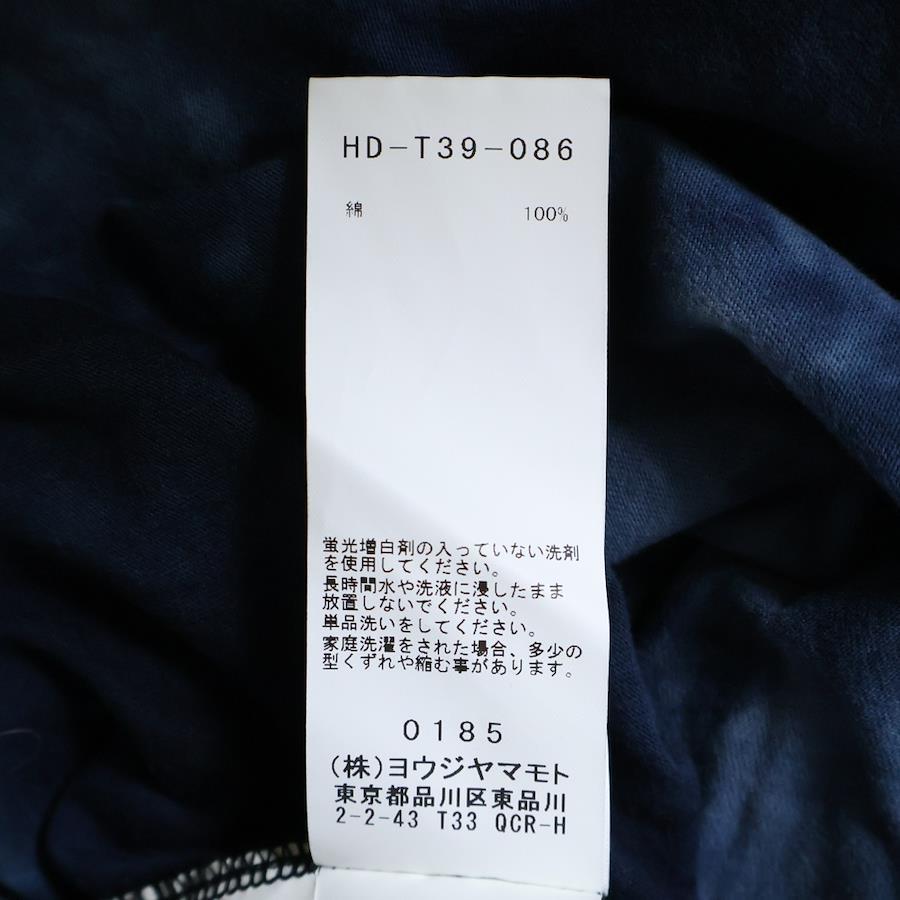 HD-T39-086
綿 100%
蛍光増白剤の入っていない洗剤
を使用してください。
長時間水や洗液に浸したまま
放置しないでください。
単品洗いをしてください。
家庭洗濯をされた場合、多少の
型くずれや縮む事があります。
0185
(株)ヨウジヤマモト
東京都品川区東品川
2-2-43 T33 QCR-H